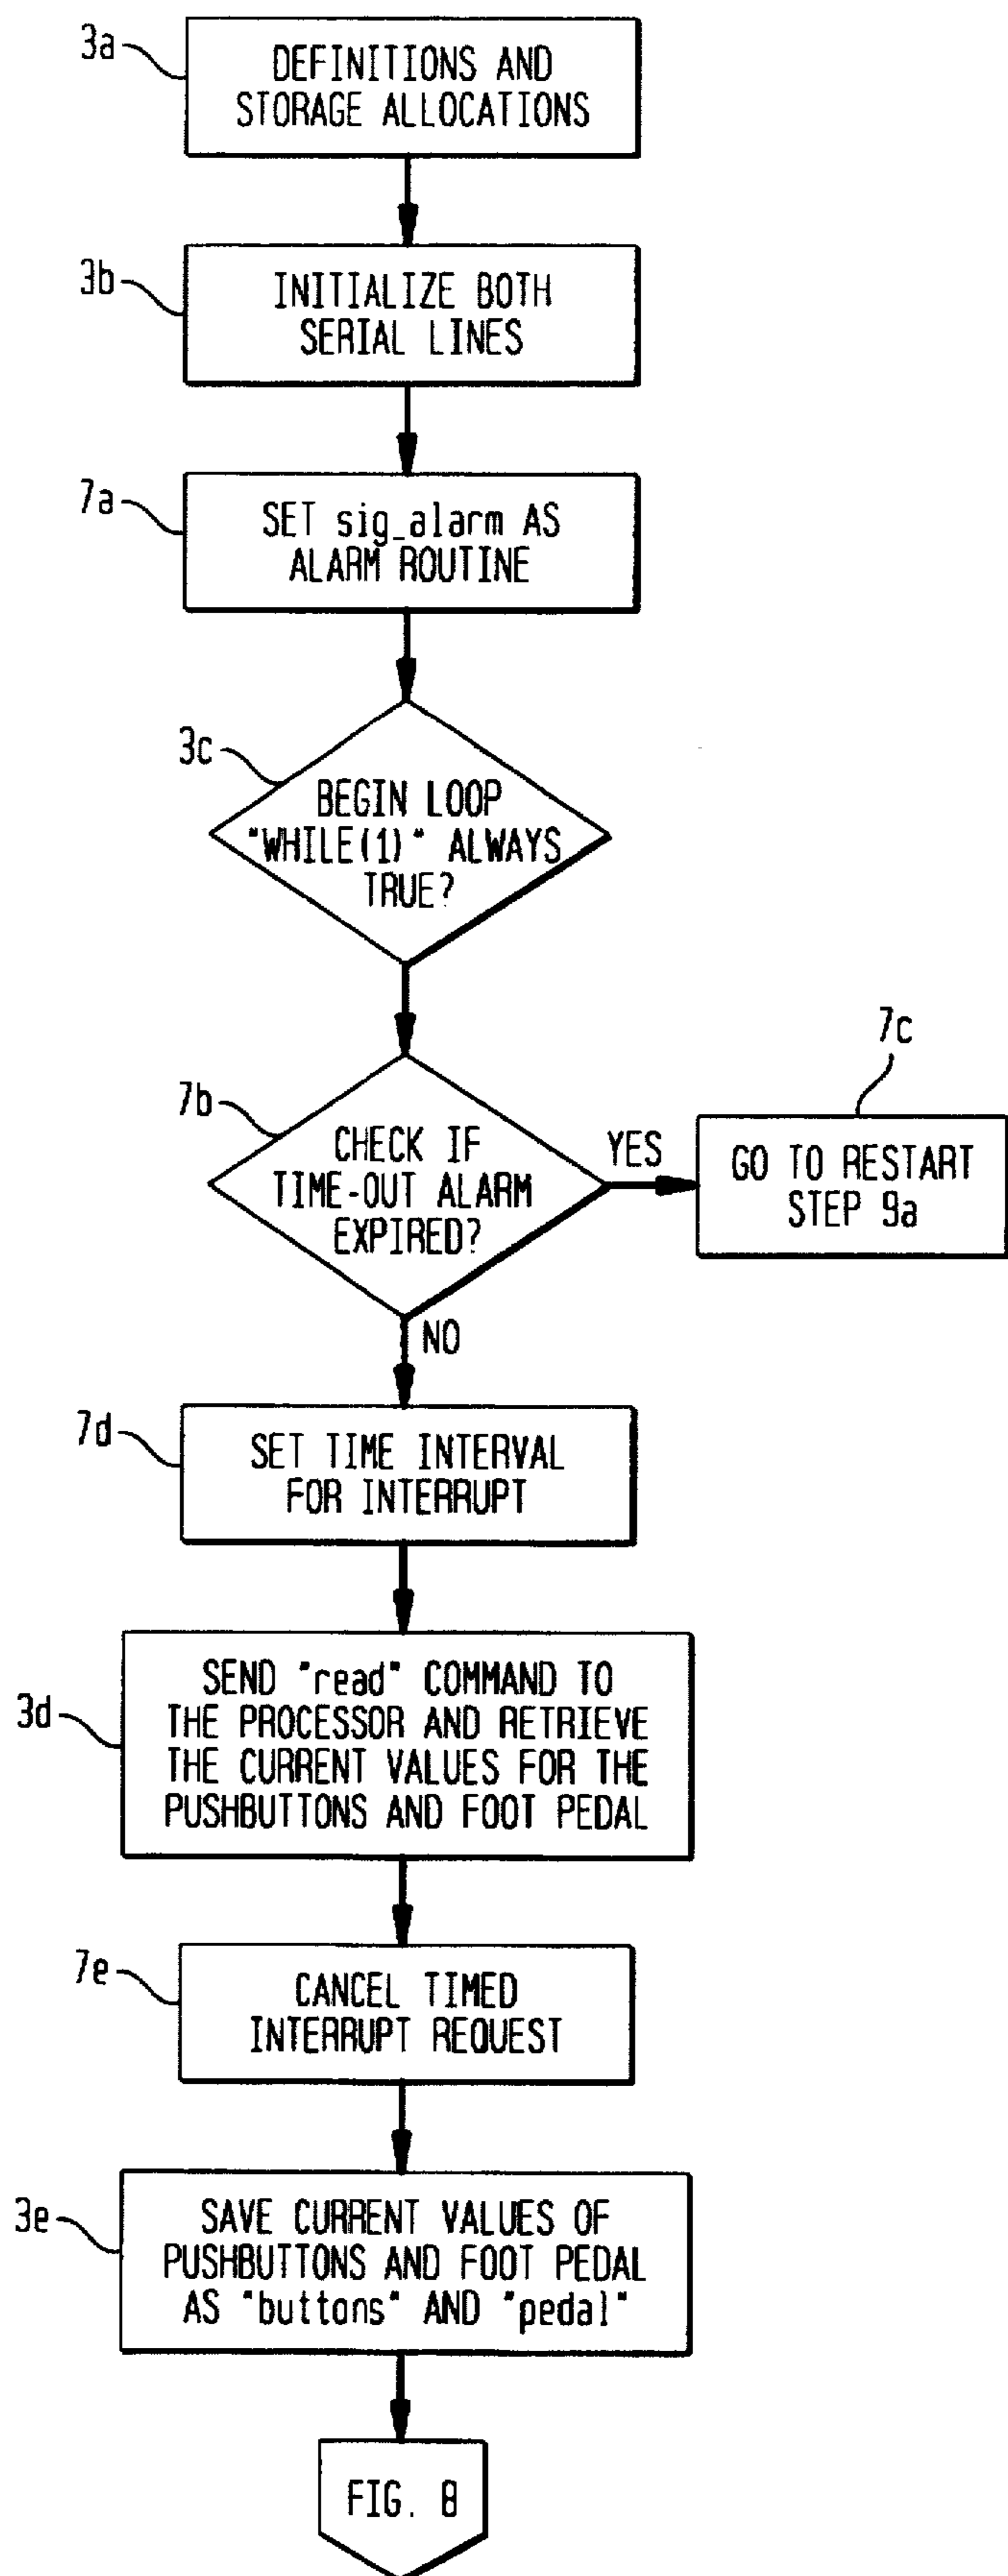 3a
DEFINITIONS AND
STORAGE ALLOCATIONS
3b
INITIALIZE BOTH
SERIAL LINES
7a
SET sig_alarm AS
ALARM ROUTINE
3c
BEGIN LOOP
"WHILE(1)" ALWAYS
TRUE?
7b
CHECK IF
TIME-OUT ALARM
EXPIRED?
YES
7c
GO TO RESTART
STEP 9a
NO
7d
SET TIME INTERVAL
FOR INTERRUPT
3d
SEND "read" COMMAND TO
THE PROCESSOR AND RETRIEVE
THE CURRENT VALUES FOR THE
PUSHBUTTONS AND FOOT PEDAL
7e
CANCEL TIMED
INTERRUPT REQUEST
3e
SAVE CURRENT VALUES OF
PUSHBUTTONS AND FOOT PEDAL
AS "buttons" AND "pedal"
FIG. 8